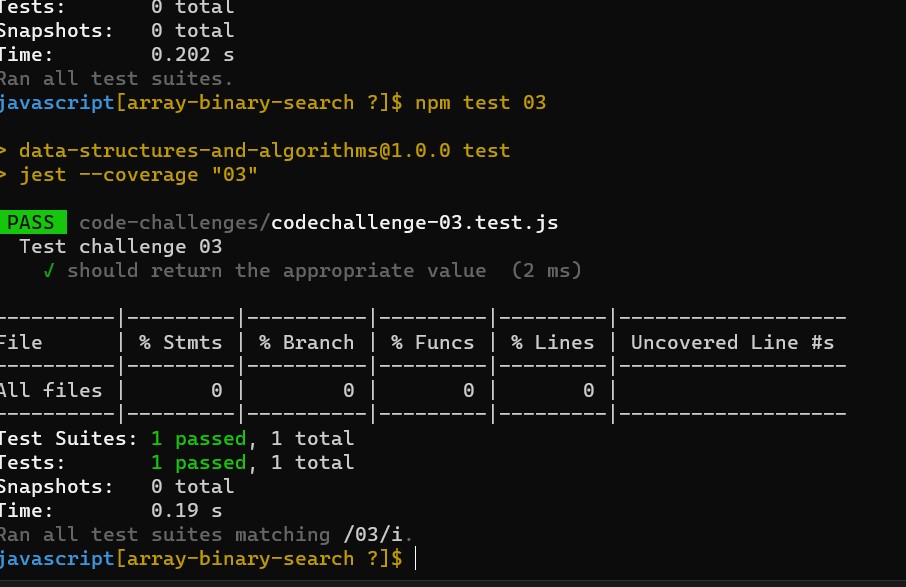 Tests:       0 total
Snapshots:   0 total
Time:        0.202 s
Ran all test suites.
javascript[array-binary-search ?]$ npm test 03
> data-structures-and-algorithms@1.0.0 test
> jest --coverage "03"
PASS code-challenges/codechallenge-03.test.js
Test challenge 03
√ should return the appropriate value (2 ms)
----------|---------|----------|---------|---------|-------------------
File      | % Stmts | % Branch | % Funcs | % Lines | Uncovered Line #s
----------|---------|----------|---------|---------|-------------------
All files |       0 |        0 |       0 |       0 |
----------|---------|----------|---------|---------|-------------------
Test Suites: 1 passed, 1 total
Tests:       1 passed, 1 total
Snapshots:   0 total
Time:        0.19 s
Ran all test suites matching /03/i.
javascript[array-binary-search ?]$